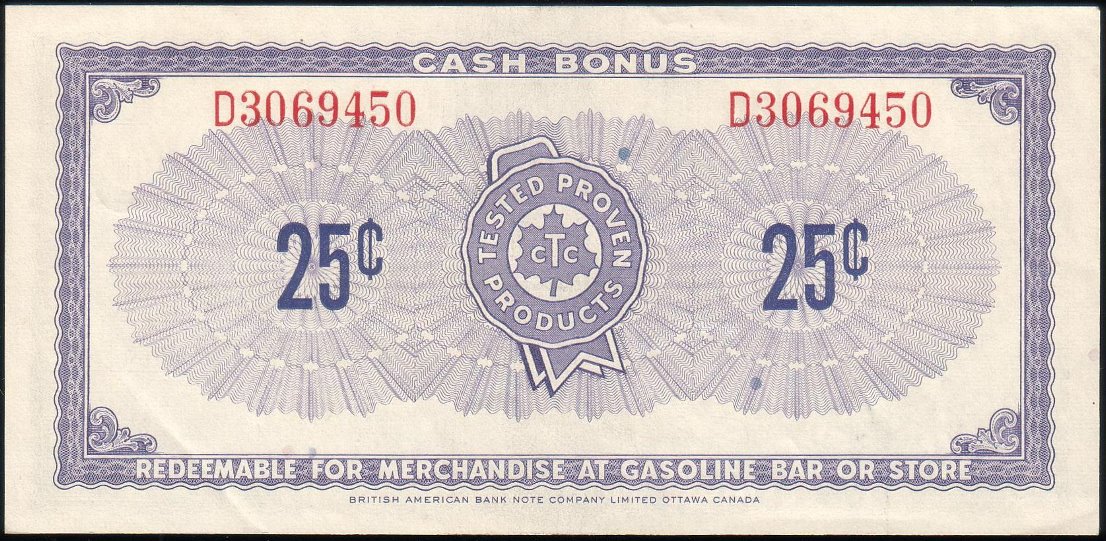 CASH BONUS
D3069450 D3069450
TESTED PROVEN
25¢ CTC 25¢
PRODUCTS
REDEEMABLE FOR MERCHANDISE AT GASOLINE BAR OR STORE
BRITISH AMERICAN BANK NOTE COMPANY LIMITED OTTAWA CANADA